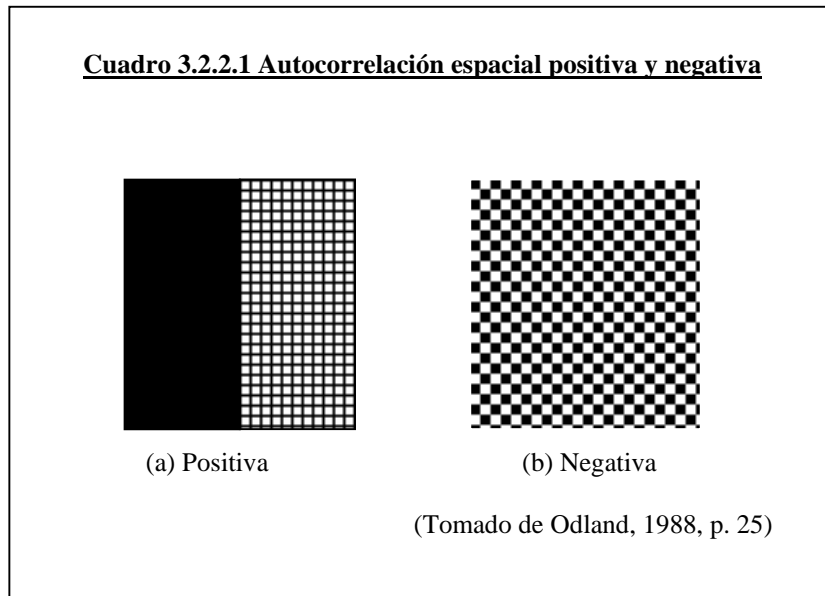 Cuadro 3.2.2.1 Autocorrelación espacial positiva y negativa
(a) Positiva
(b) Negativa
(Tomado de Odland, 1988, p. 25)